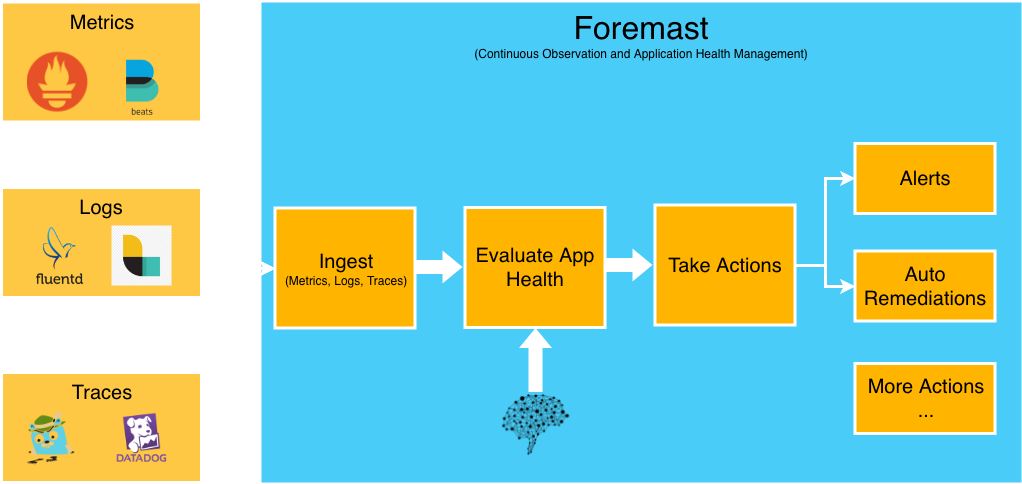 Metrics
beats
Logs
fluentd
Traces
DATADOG
Foremast
(Continuous Observation and Application Health Management)
Ingest
(Metrics, Logs, Traces)
Evaluate App
Health
Take Actions
Alerts
Auto
Remediations
More Actions
...